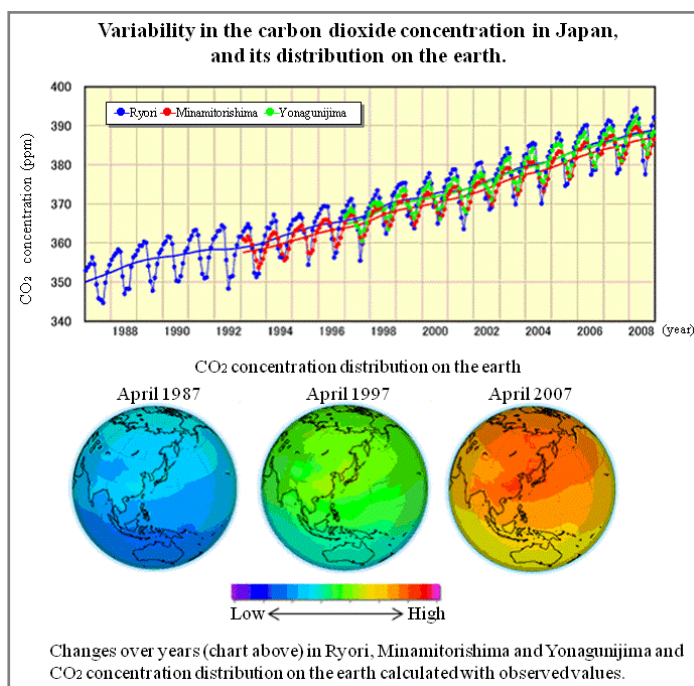 Variability in the carbon dioxide concentration in Japan,
and its distribution on the earth.
400
390
380
370
360
350
340
CO2 concentration (ppm)
Ryori Minamitorishima Yonagunijima
1988 1990 1992 1994 1996 1998 2000 2002 2004 2006 2008 (year)
CO2 concentration distribution on the earth
April 1987 April 1997 April 2007
Low High
Changes over years (chart above) in Ryori, Minamitorishima and Yonagunijima and
CO2 concentration distribution on the earth calculated with observed values.